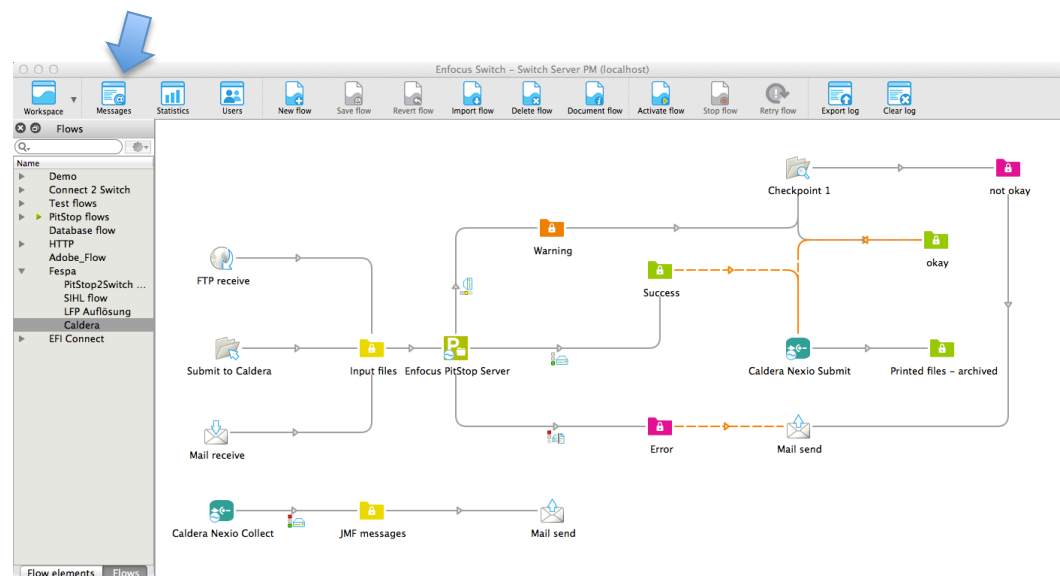 Enfocus Switch – Switch Server PM (localhost)
Workspace
Messages
Statistics
Users
New flow
Save flow
Revert flow
Import flow
Delete flow
Document flow
Activate flow
Stop flow
Retry flow
Export log
Clear log
Flows
Name
Demo
Connect 2 Switch
Test flows
PitStop flows
Database flow
HTTP
Adobe_Flow
Fespa
PitStop2Switch ...
SIHL flow
LFP Auflösung
Caldera
EFI Connect
Flow elements
Flows
Checkpoint 1
not okay
Warning
okay
FTP receive
Success
Submit to Caldera
Input files
Enfocus PitStop Server
Caldera Nexio Submit
Printed files – archived
Mail receive
Error
Mail send
Caldera Nexio Collect
JMF messages
Mail send